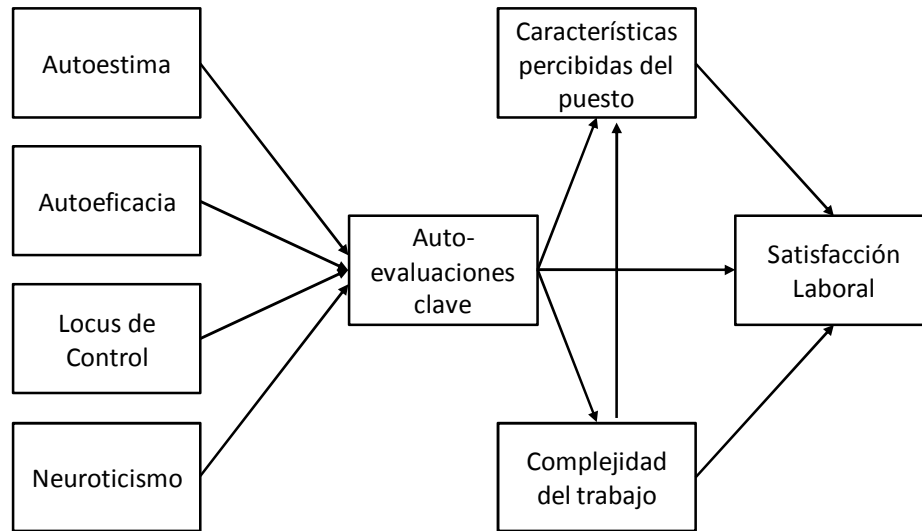 Autoestima
Autoeficacia
Locus de
Control
Neuroticismo
Auto-
evaluaciones
clave
Características
percibidas del
puesto
Complejidad
del trabajo
Satisfacción
Laboral